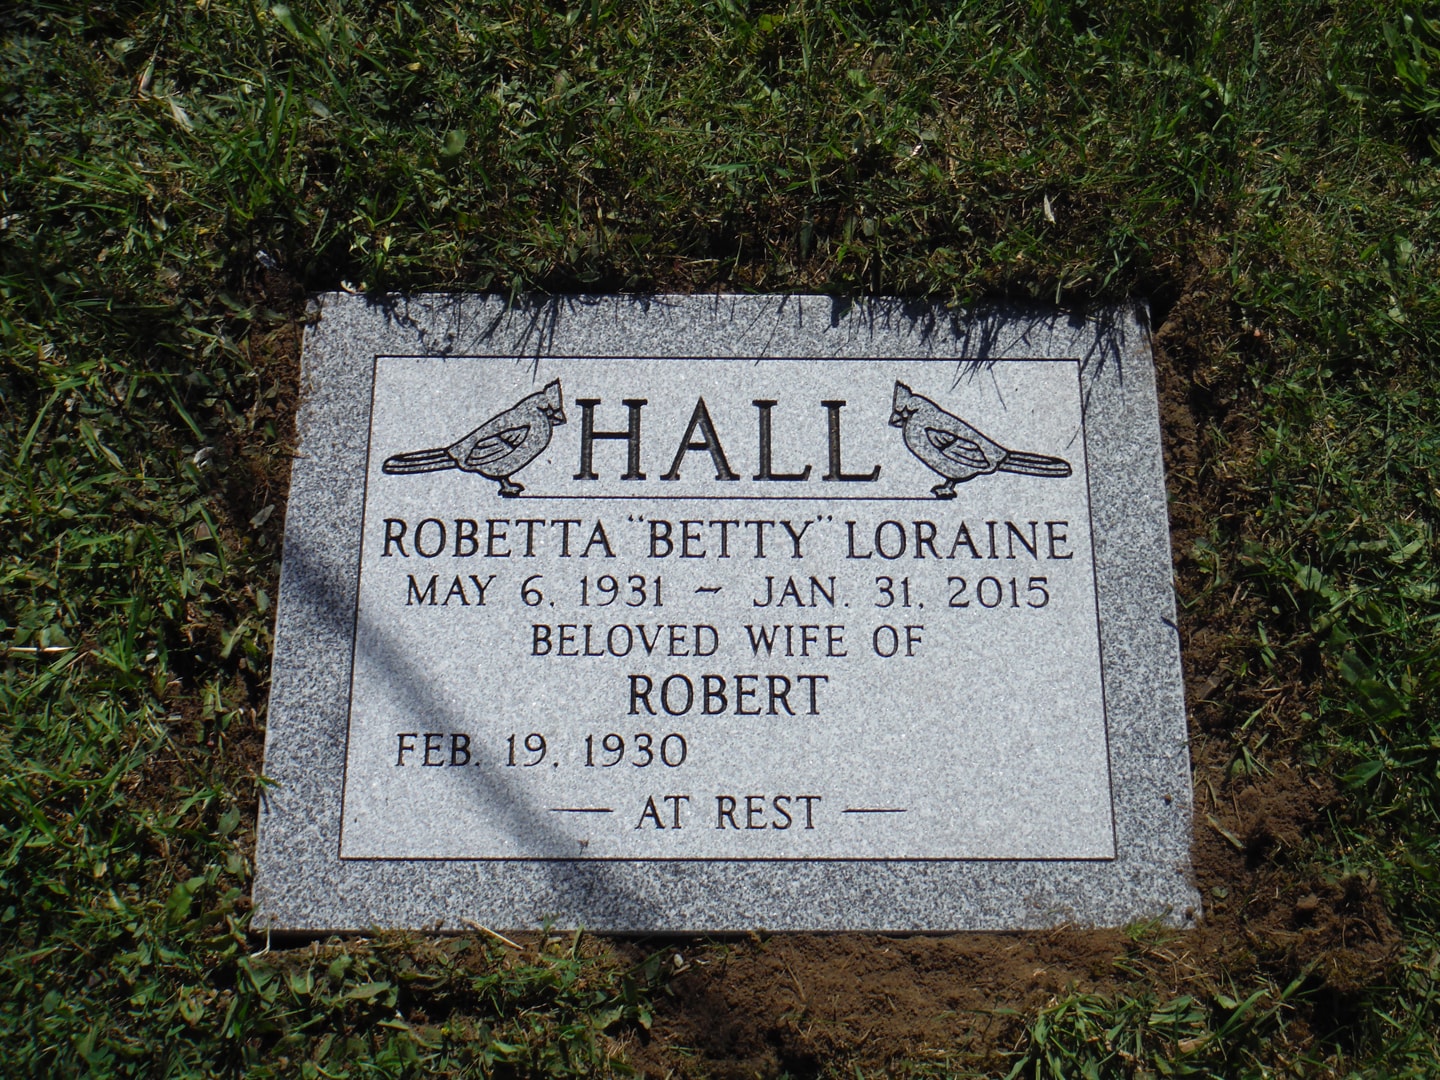 HALL
ROBETTA "BETTY" LORAINE
MAY 6, 1931 ~ JAN. 31, 2015
BELOVED WIFE OF
ROBERT
FEB. 19, 1930
— AT REST —